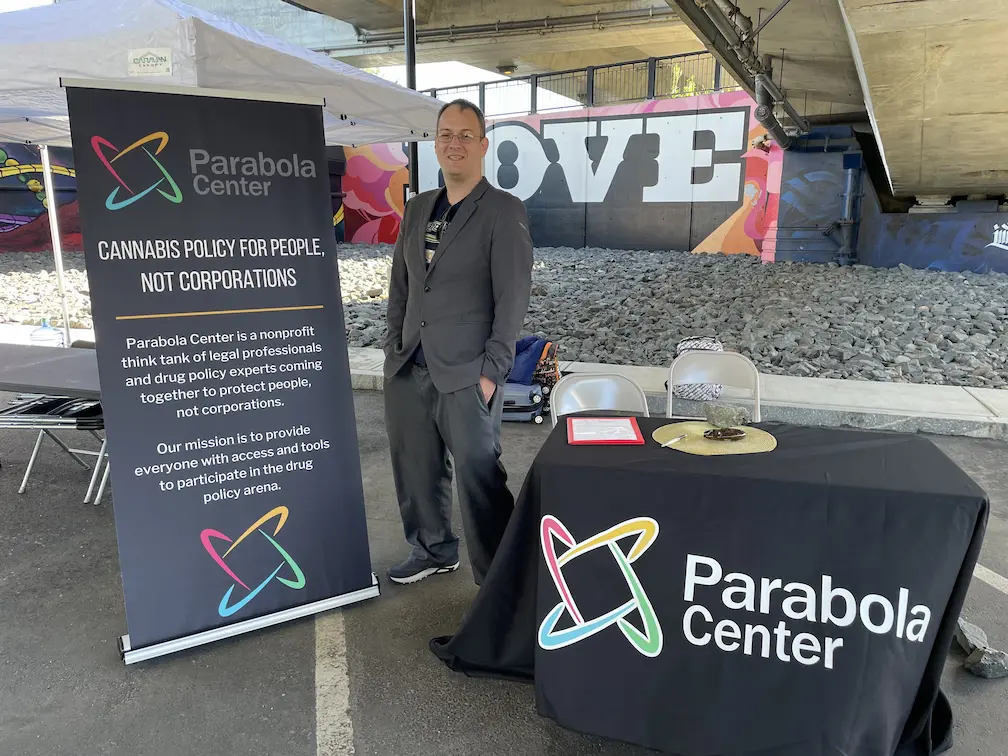 CARAVAN
CANOPY
Parabola
Center
CANNABIS POLICY FOR PEOPLE,
NOT CORPORATIONS
Parabola Center is a nonprofit
think tank of legal professionals
and drug policy experts coming
together to protect people,
not corporations.
Our mission is to provide
everyone with access and tools
to participate in the drug
policy arena.
LOVE
Parabola
Center